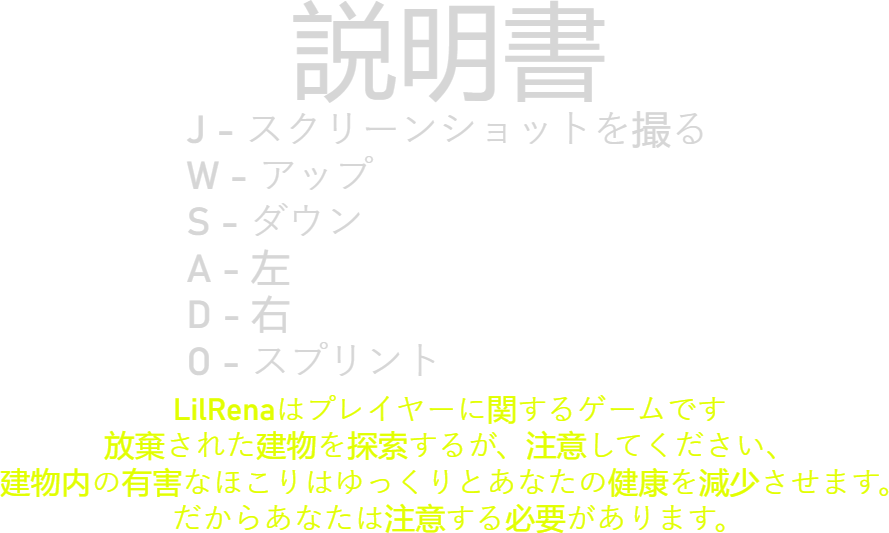 説明書
J - スクリーンショットを撮る
W - アップ
S - ダウン
A - 左
D - 右
O - スプリント
LilRenaはプレイヤーに関するゲームです
放棄された建物を探索するが、注意してください、
建物内の有害なほこりはゆっくりとあなたの健康を減少させます。
だからあなたは注意する必要があります。